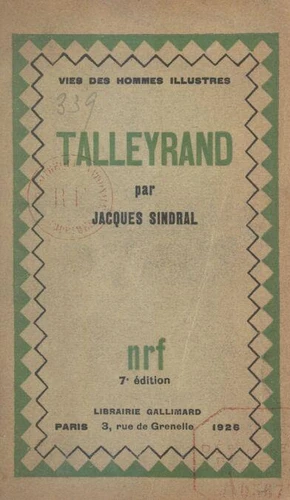 VIES DES HOMMES ILLUSTRES
339
TALLEYRAND
par
JACQUES SINDRAL
nrf
7ᵉ édition
LIBRAIRIE GALLIMARD
PARIS 3, rue de Grenelle 1926